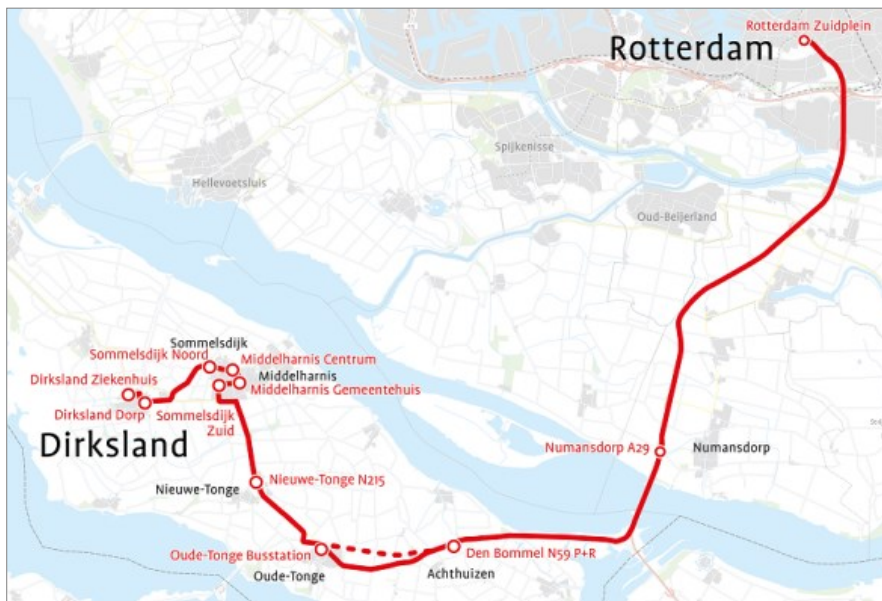 Rotterdam Zuidplein
Rotterdam
Spijkenisse
Hellevoetsluis
Oud-Beijerland
Sommelsdijk
Sommelsdijk Noord
Middelharnis Centrum
Dirksland Ziekenhuis
Middelharnis
Middelharnis Gemeentehuis
Dirksland Dorp
Sommelsdijk
Zuid
Dirksland
Numansdorp A29
Numansdorp
Nieuwe-Tonge
Nieuwe-Tonge N215
Oude-Tonge Busstation
Den Bommel N59 P+R
Oude-Tonge
Achthuizen